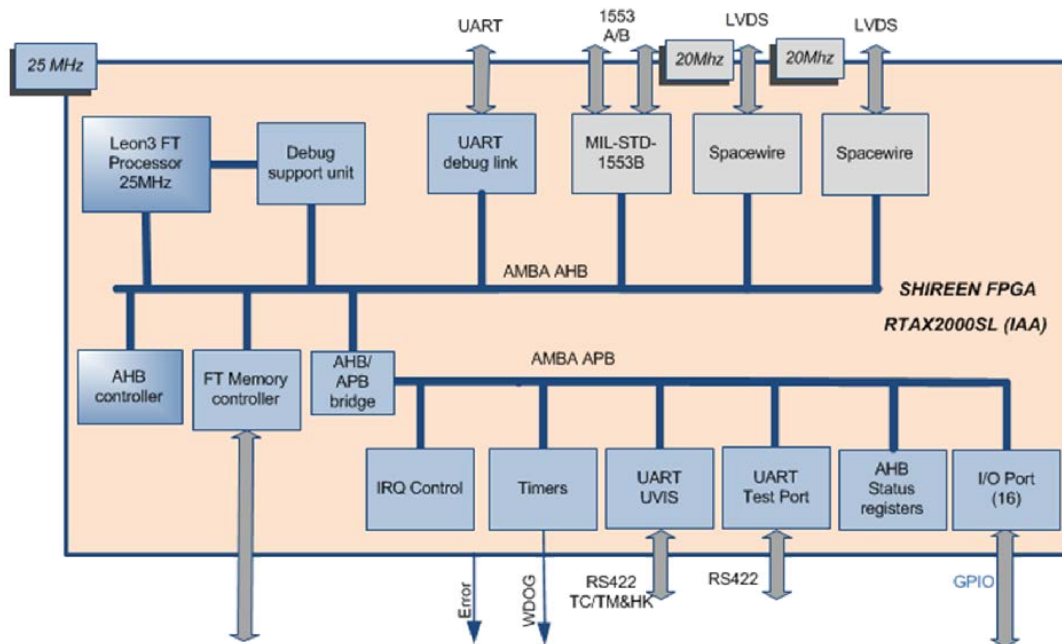 UART
1553
A/B
LVDS
LVDS
25 MHz
20Mhz
20Mhz
Leon3 FT
Processor
25MHz
Debug
support unit
UART
debug link
MIL-STD-
1553B
Spacewire
Spacewire
AMBA AHB
SHIREEN FPGA
RTAX2000SL (IAA)
AHB
controller
FT Memory
controller
AHB/
APB
bridge
AMBA APB
IRQ Control
Timers
UART
UVIS
UART
Test Port
AHB
Status
registers
I/O Port
(16)
Error
WDOG
RS422
TC/TM&HK
RS422
GPIO